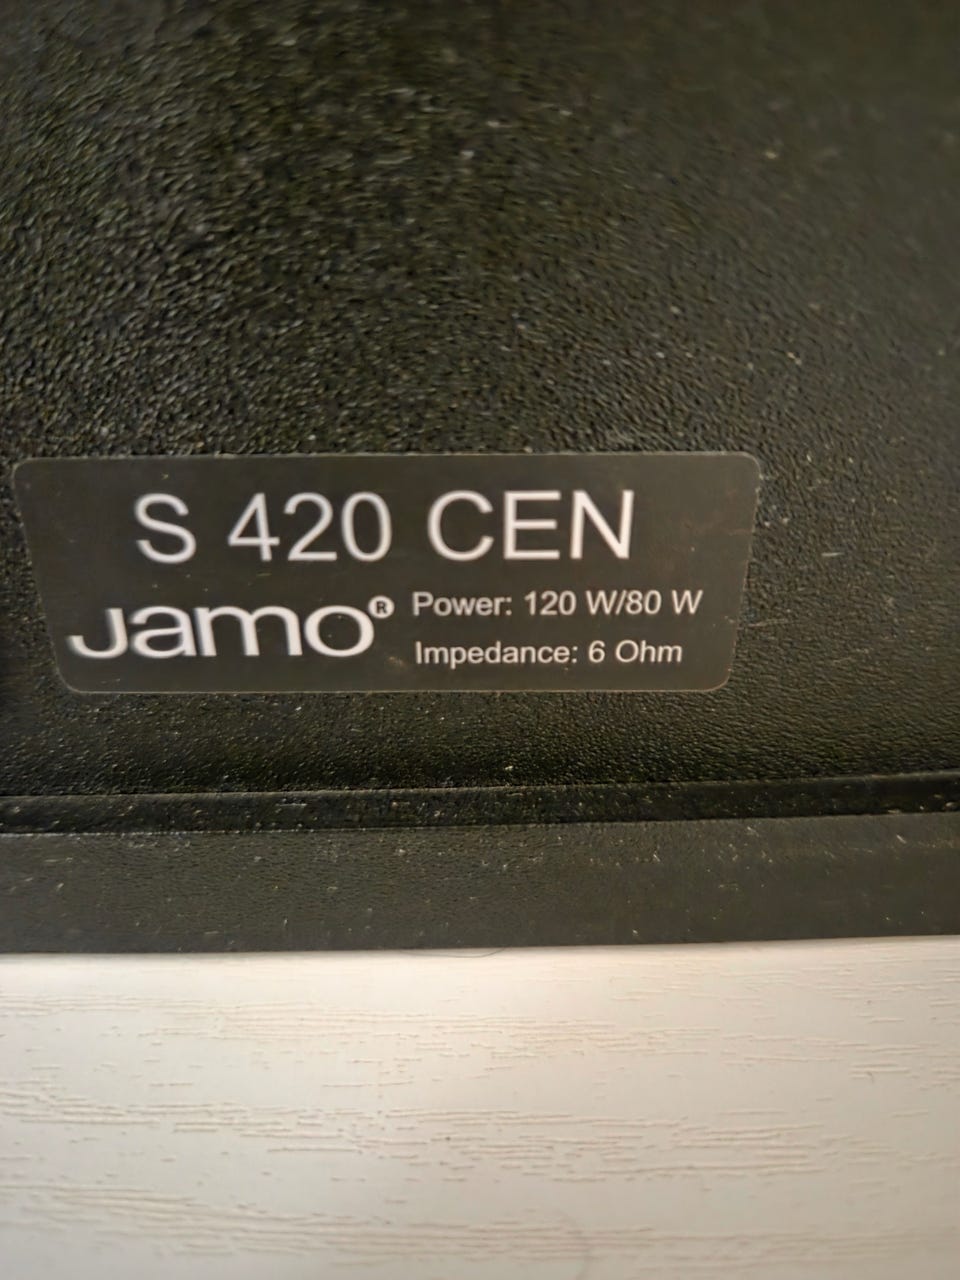 S 420 CEN
Jamo®
Power: 120 W/80 W
Impedance: 6 Ohm